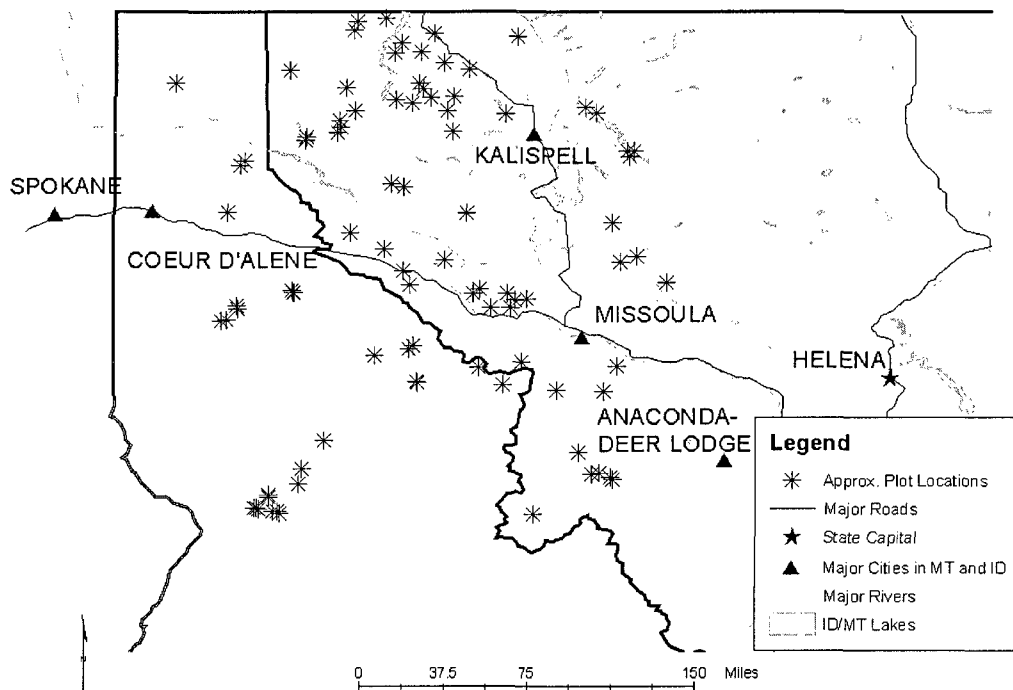 KALISPELL
SPOKANE
COEUR D'ALENE
MISSOULA
HELENA
ANACONDA-
DEER LODGE
Legend
Approx. Plot Locations
Major Roads
State Capital
Major Cities in MT and ID
Major Rivers
ID/MT Lakes
0 37.5 75 150 Miles